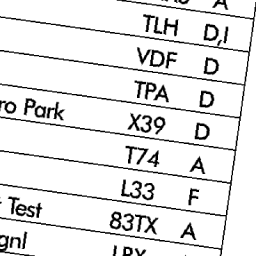 A
TLH D,I
VDF D
TPA D
ro Park X39 D
T74 A
L33 F
Test 83TX A
gnl